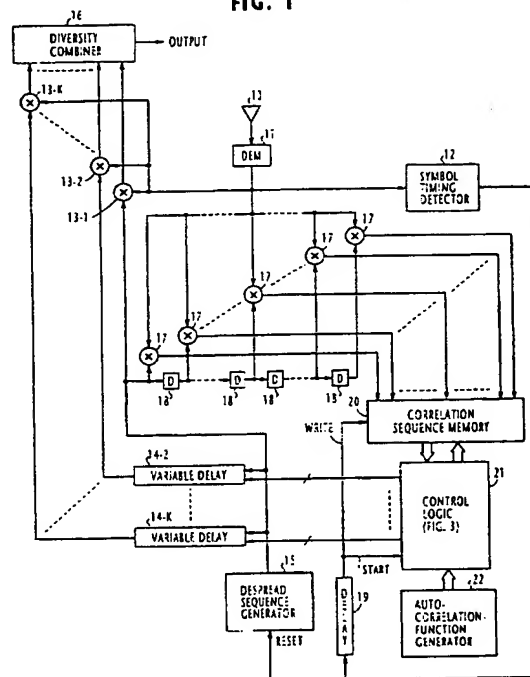 FIG. 1
16
DIVERSITY
COMBINER
OUTPUT
13-K
13-2
13-1
DEM
12
SYMBOL
TIMING
DETECTOR
17
17
17
17
17
D
D
D
D
18
18
18
20
CORRELATION
SEQUENCE MEMORY
WRITE
14-2
VARIABLE DELAY
14-K
VARIABLE DELAY
21
CONTROL
LOGIC
(FIG. 3)
START
15
DESPREAD
SEQUENCE
GENERATOR
RESET
DELAY
19
22
AUTO-
CORRELATION-
FUNCTION
GENERATOR